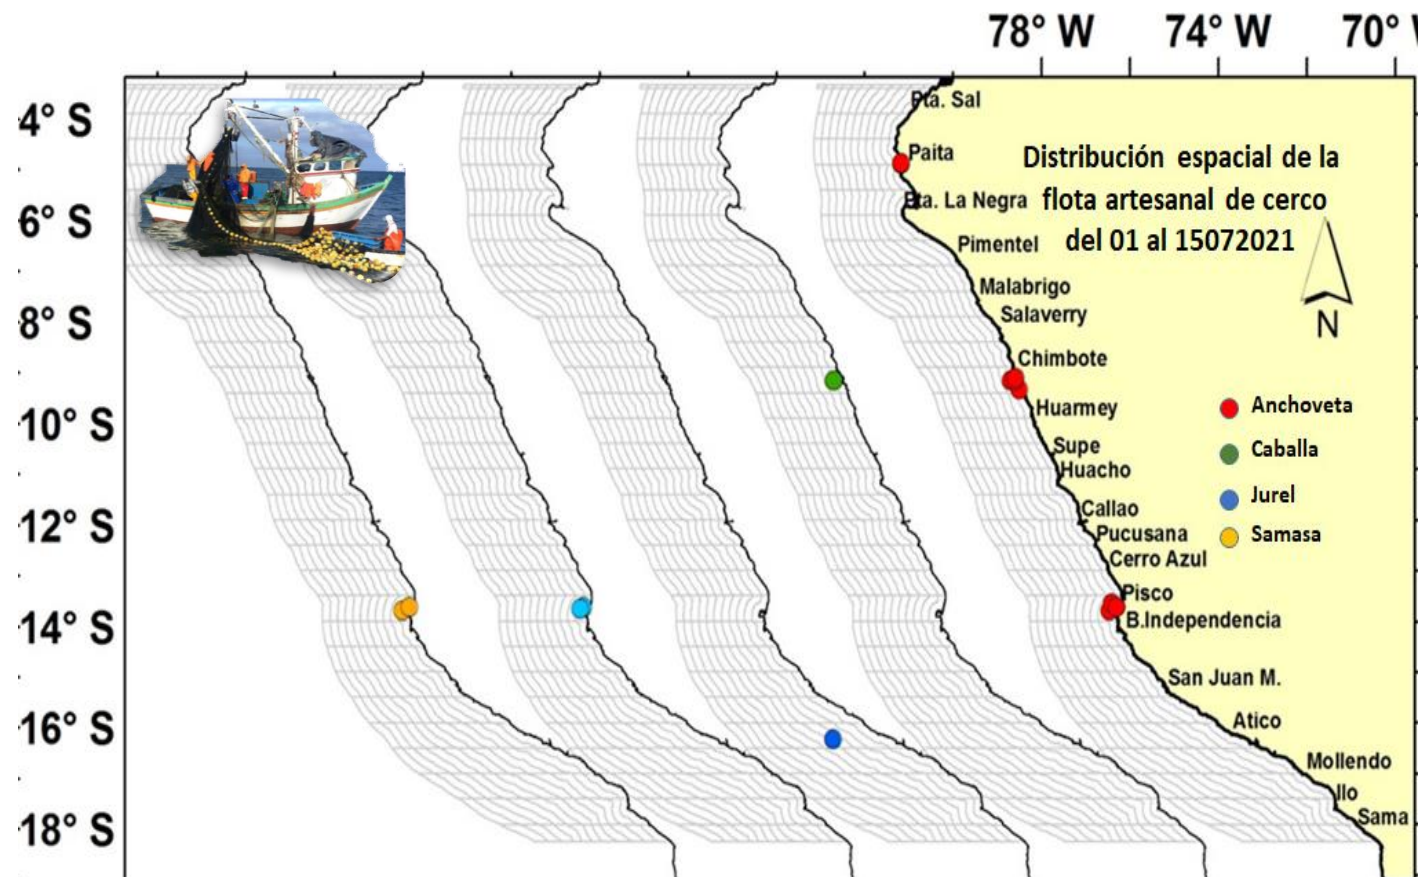 78° W 74° W 70° W
4° S
6° S
8° S
10° S
12° S
14° S
16° S
18° S
Pta. Sal
Paita
Pta. La Negra
Pimentel
Malabrigo
Salaverry
Chimbote
Huarmey
Supe
Huacho
Callao
Pucusana
Cerro Azul
Pisco
B.Independencia
San Juan M.
Atico
Mollendo
Ilo
Sama
Distribución espacial de la
flota artesanal de cerco
del 01 al 15072021
N
Anchoveta
Caballa
Jurel
Samasa